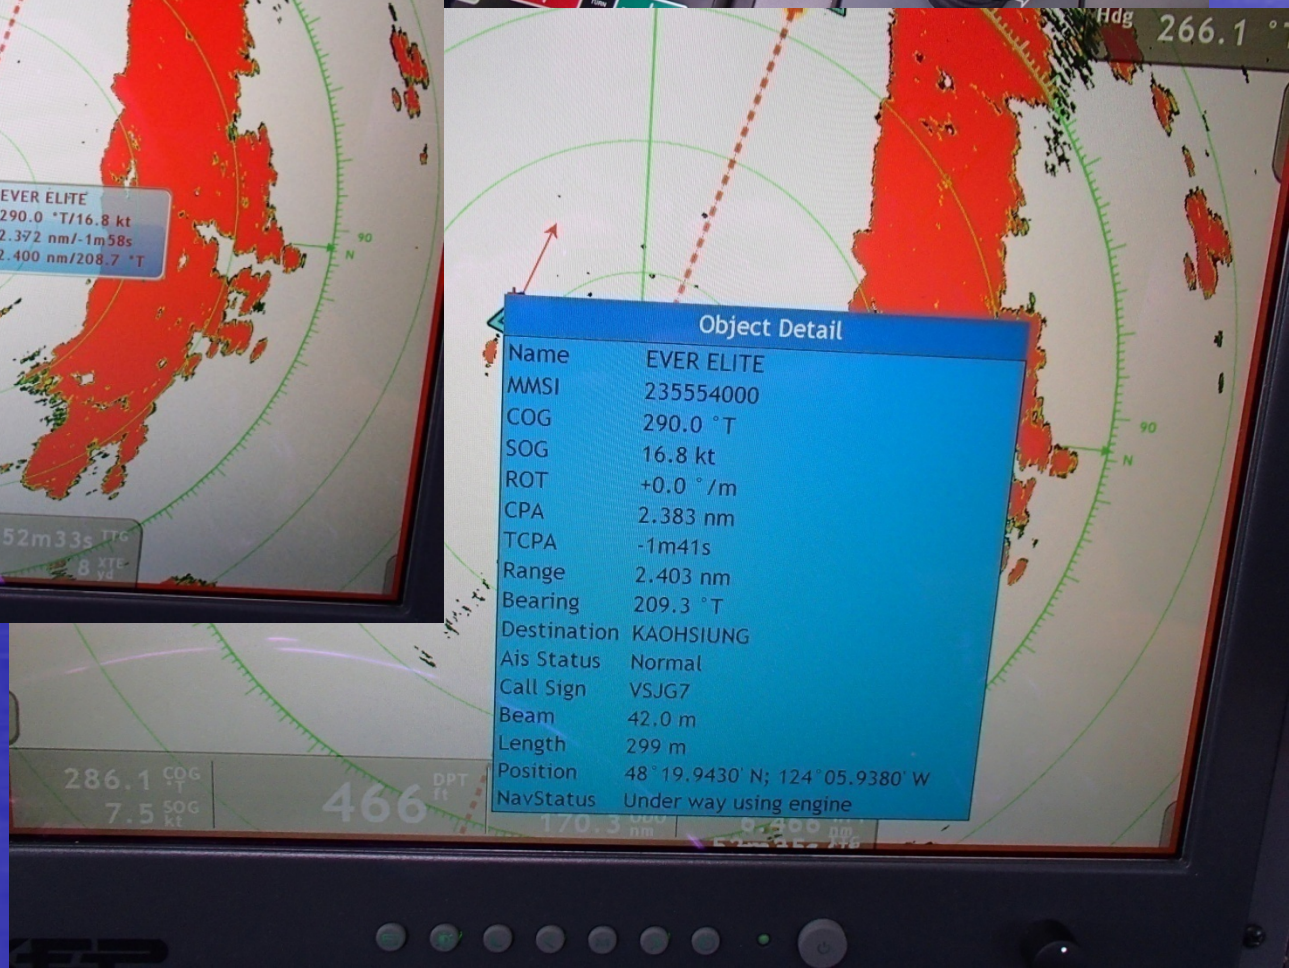 EVER ELITE
290.0 °T/16.8 kt
2.372 nm/-1m58s
2.400 nm/208.7 °T
90
N
52m33s TTG
8 XTE
yd
Hdg 266.1 °T
Object Detail
Name EVER ELITE
MMSI 235554000
COG 290.0 °T
SOG 16.8 kt
ROT +0.0 °/m
CPA 2.383 nm
TCPA -1m41s
Range 2.403 nm
Bearing 209.3 °T
Destination KAOHSIUNG
Ais Status Normal
Call Sign VSJG7
Beam 42.0 m
Length 299 m
Position 48°19.9430' N; 124°05.9380' W
NavStatus Under way using engine
90
N
286.1 COG °T
7.5 SOG kt
466 DPT ft
170.3 nm